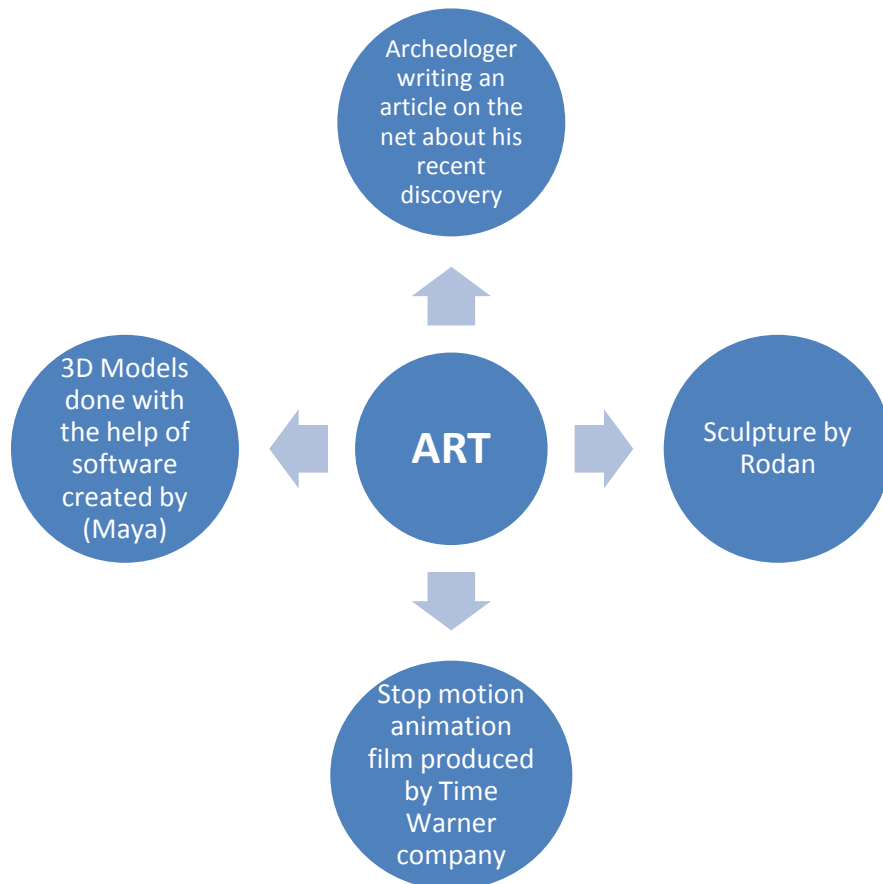 Archeologer
writing an
article on the
net about his
recent
discovery
3D Models
done with
the help of
software
created by
(Maya)
ART
Sculpture by
Rodan
Stop motion
animation
film produced
by Time
Warner
company